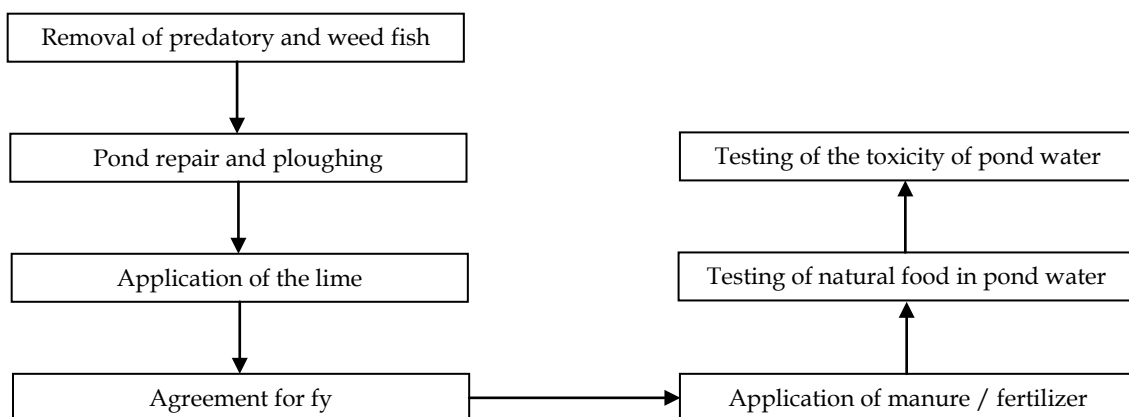 Removal of predatory and weed fish
Pond repair and ploughing
Application of the lime
Agreement for fy
Application of manure / fertilizer
Testing of natural food in pond water
Testing of the toxicity of pond water